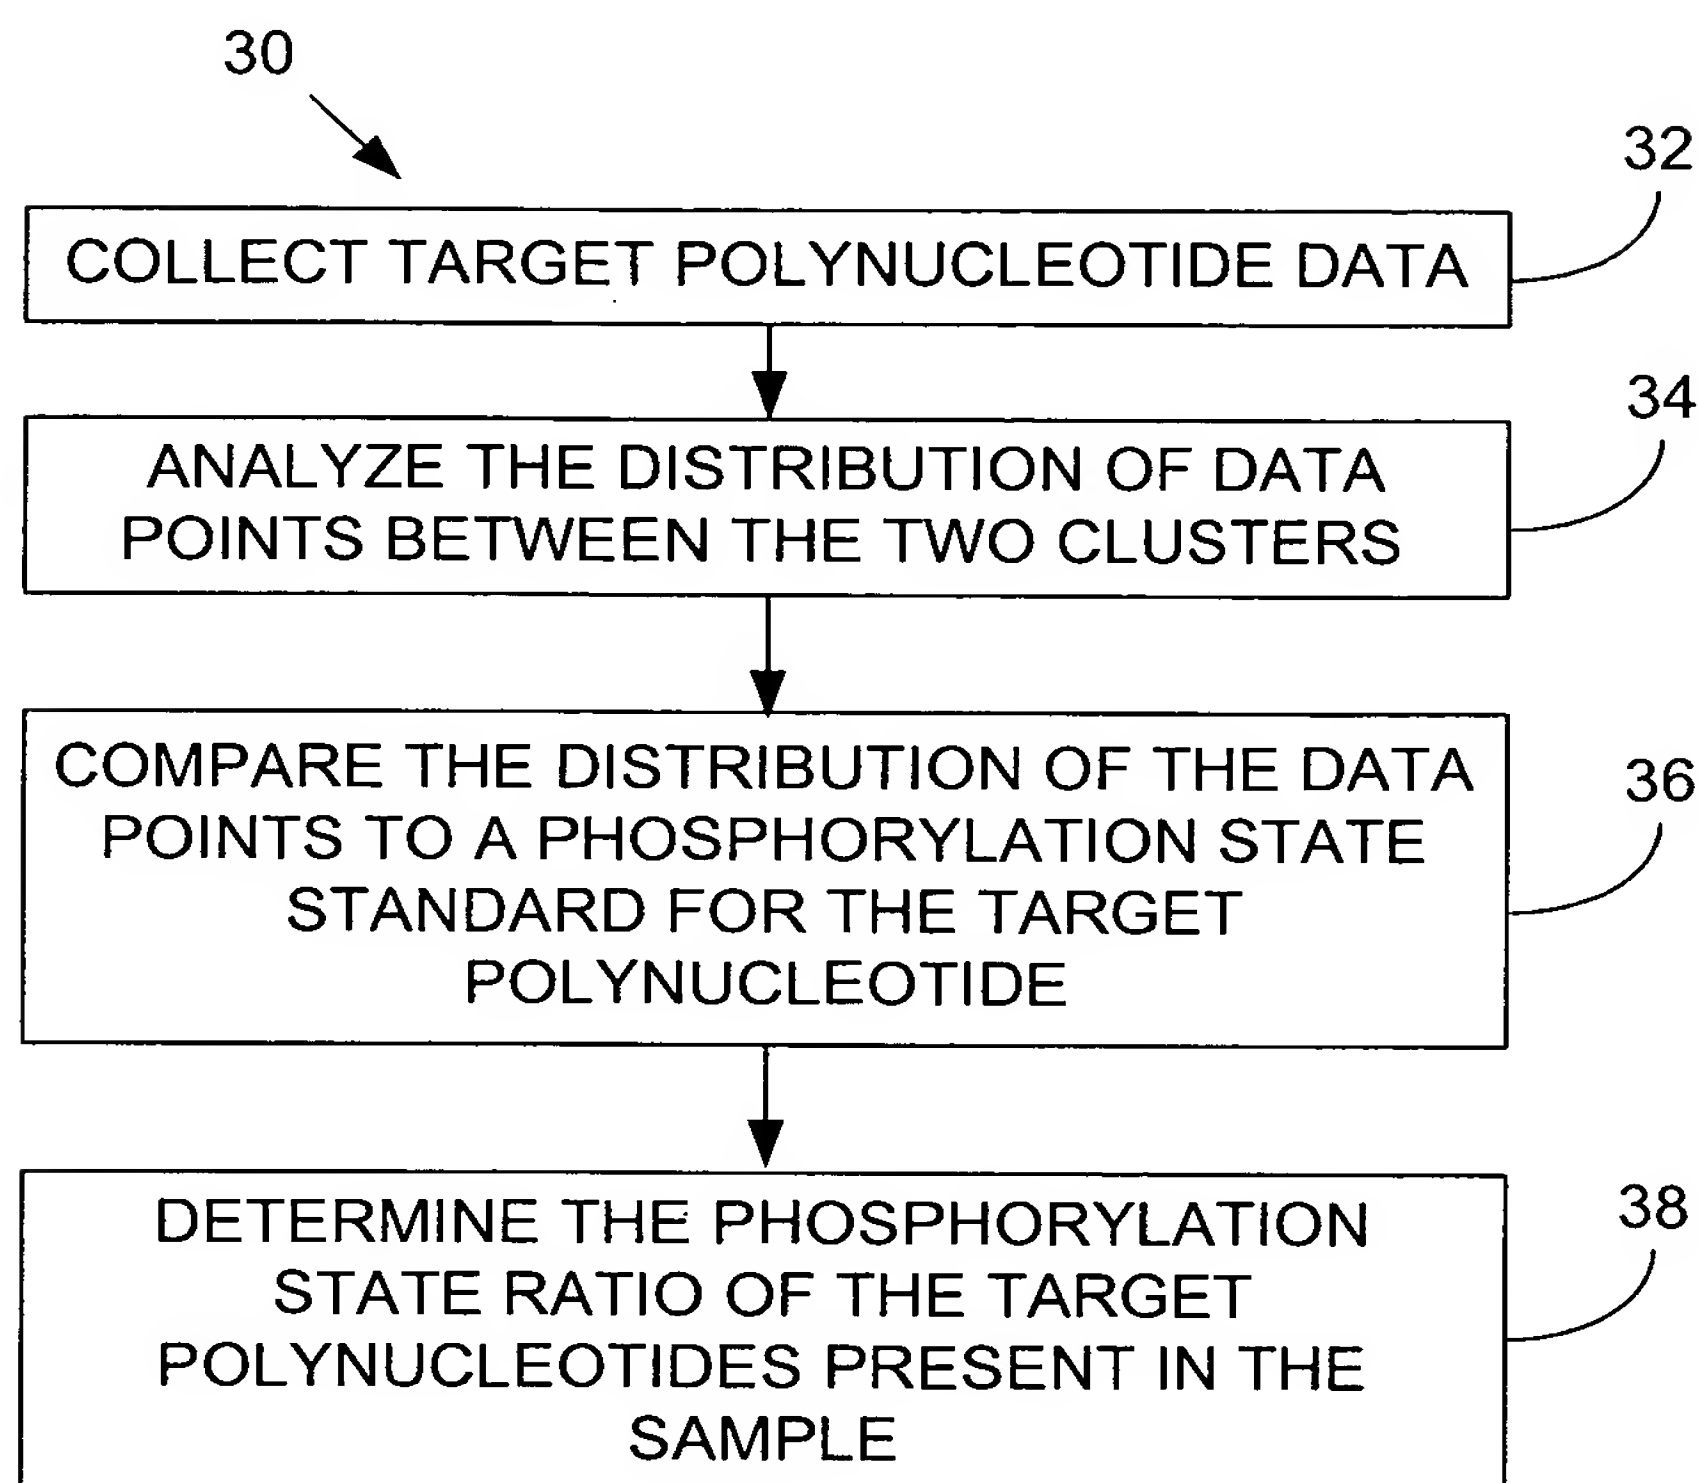 30
32
COLLECT TARGET POLYNUCLEOTIDE DATA
34
ANALYZE THE DISTRIBUTION OF DATA
POINTS BETWEEN THE TWO CLUSTERS
36
COMPARE THE DISTRIBUTION OF THE DATA
POINTS TO A PHOSPHORYLATION STATE
STANDARD FOR THE TARGET
POLYNUCLEOTIDE
38
DETERMINE THE PHOSPHORYLATION
STATE RATIO OF THE TARGET
POLYNUCLEOTIDES PRESENT IN THE
SAMPLE